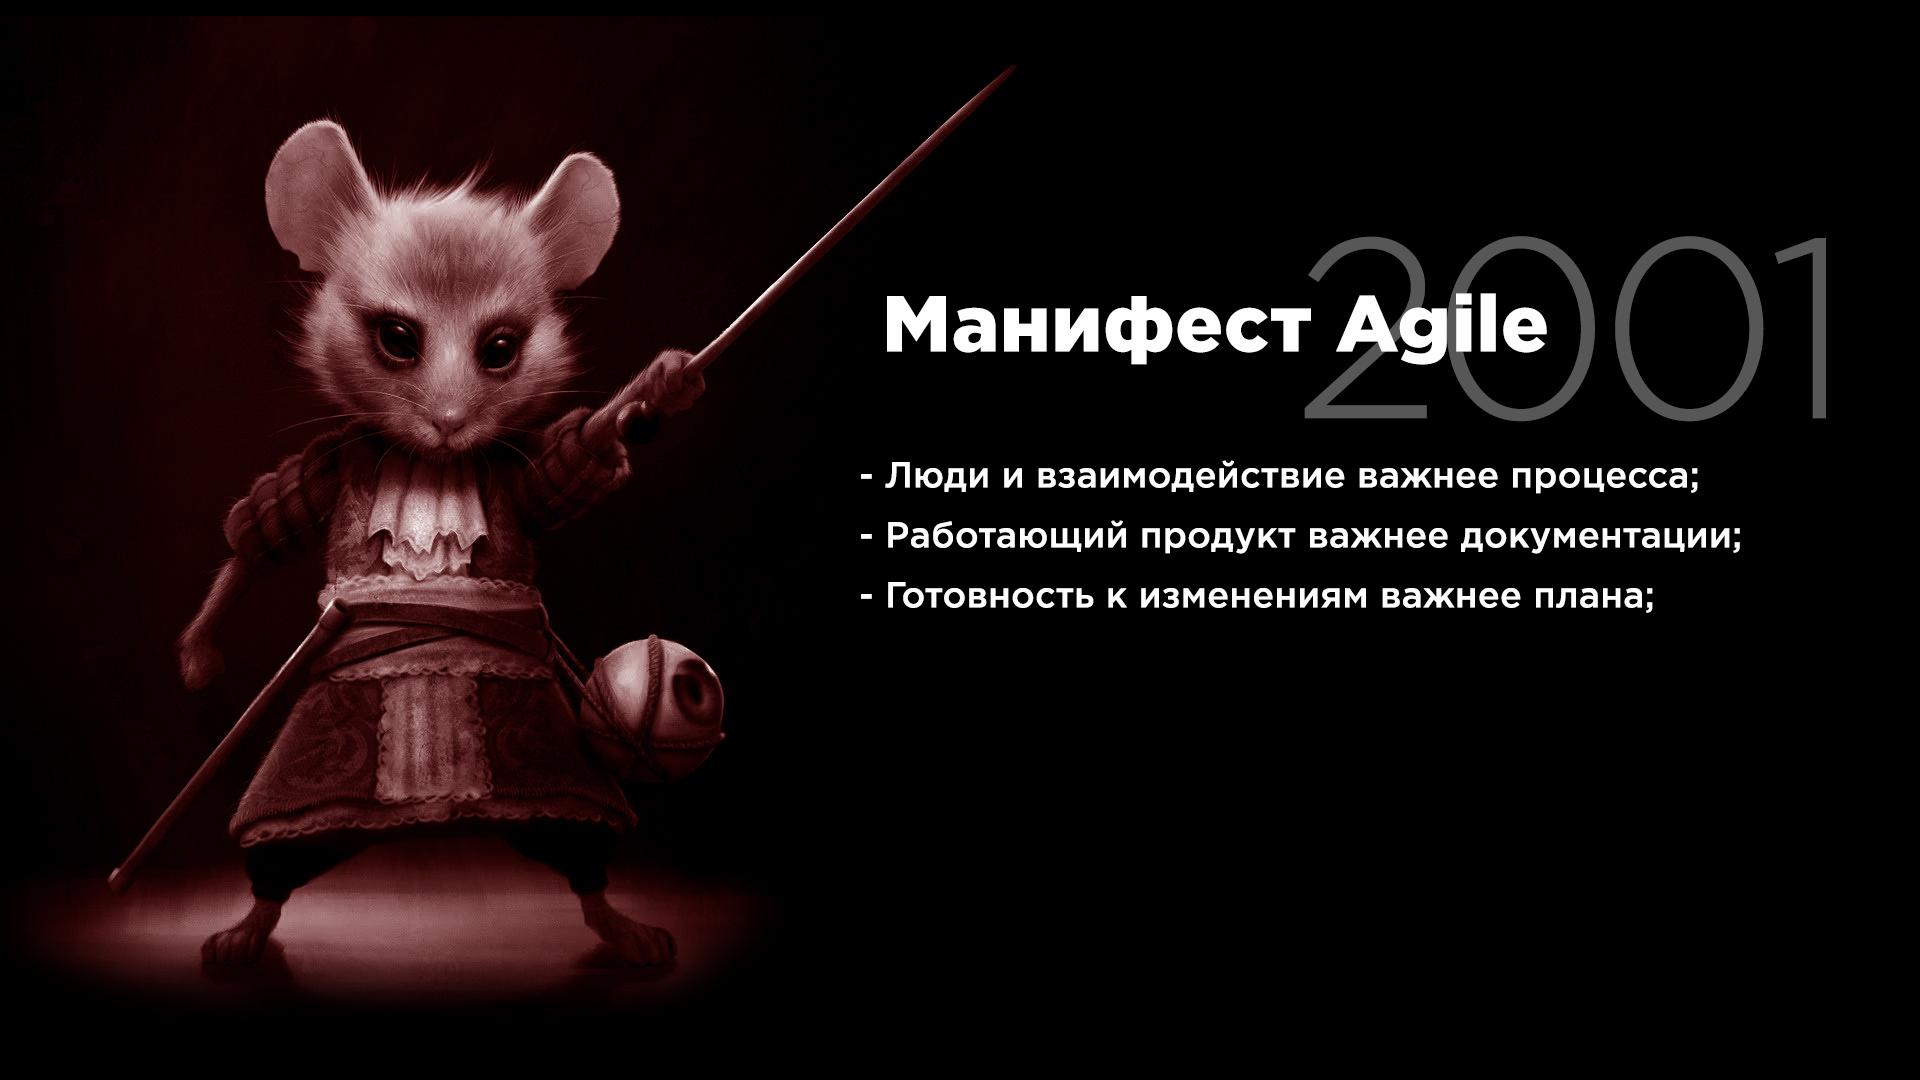 2001
Манифест Agile
- Люди и взаимодействие важнее процесса;
- Работающий продукт важнее документации;
- Готовность к изменениям важнее плана;